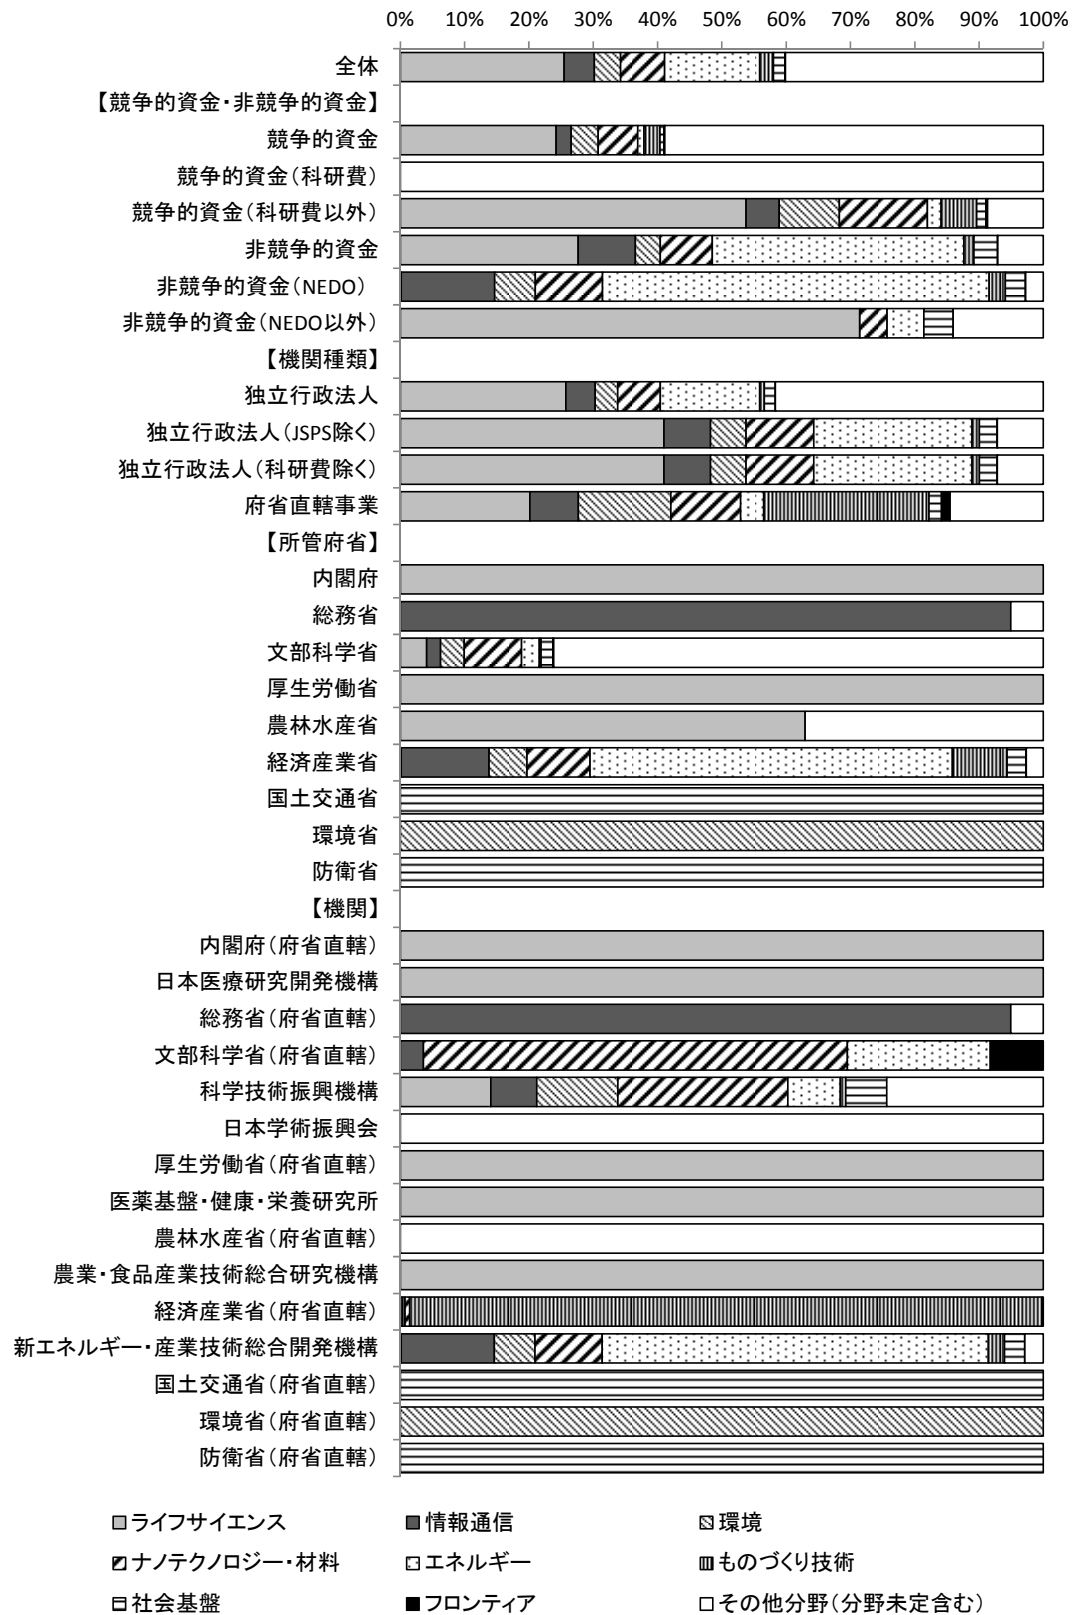 0% 10% 20% 30% 40% 50% 60% 70% 80% 90% 100%
全体
【競争的資金・非競争的資金】
競争的資金
競争的資金（科研費）
競争的資金（科研費以外）
非競争的資金
非競争的資金（NEDO）
非競争的資金（NEDO以外）
【機関種類】
独立行政法人
独立行政法人（JSPS除く）
独立行政法人（科研費除く）
府省直轄事業
【所管府省】
内閣府
総務省
文部科学省
厚生労働省
農林水産省
経済産業省
国土交通省
環境省
防衛省
【機関】
内閣府（府省直轄）
日本医療研究開発機構
総務省（府省直轄）
文部科学省（府省直轄）
科学技術振興機構
日本学術振興会
厚生労働省（府省直轄）
医薬基盤・健康・栄養研究所
農林水産省（府省直轄）
農業・食品産業技術総合研究機構
経済産業省（府省直轄）
新エネルギー・産業技術総合開発機構
国土交通省（府省直轄）
環境省（府省直轄）
防衛省（府省直轄）
ライフサイエンス 情報通信 環境
ナノテクノロジー・材料 エネルギー ものづくり技術
社会基盤 フロンティア その他分野（分野未定含む）